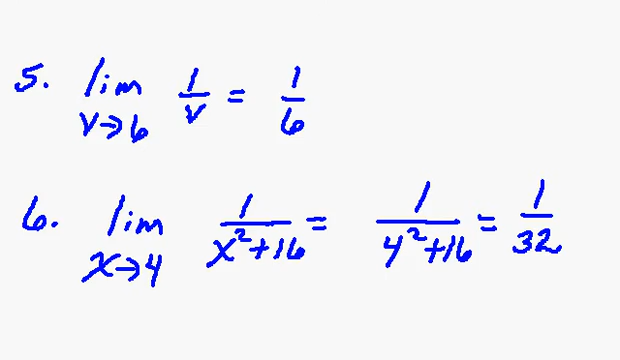 5. lim v→6 1/v = 1/6
6. lim x→4 1/(x²+16) = 1/(4²+16) = 1/32